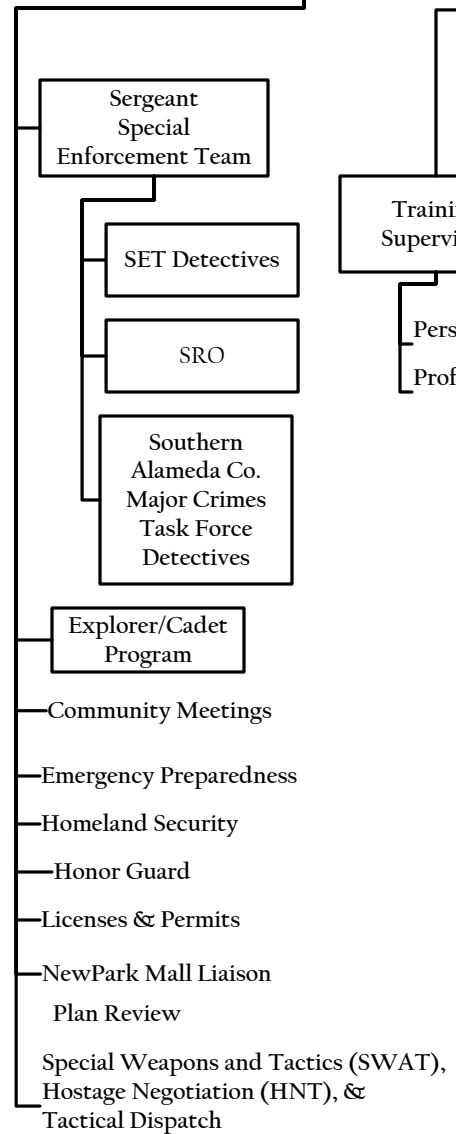 Sergeant
Special
Enforcement Team
SET Detectives
SRO
Southern
Alameda Co.
Major Crimes
Task Force
Detectives
Explorer/Cadet
Program
Community Meetings
Emergency Preparedness
Homeland Security
Honor Guard
Licenses & Permits
NewPark Mall Liaison
Plan Review
Special Weapons and Tactics (SWAT),
Hostage Negotiation (HNT), &
Tactical Dispatch